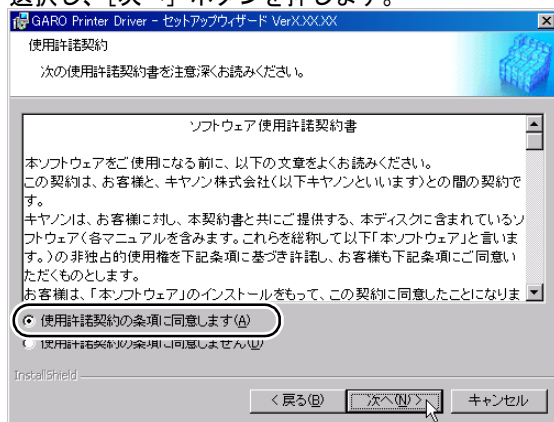 選択し、[次へ] ボタンを押します。
GARO Printer Driver - セットアップウィザード VerX.XX.XX
使用許諾契約
次の使用許諾契約書を注意深くお読みください。
ソフトウェア使用許諾契約書
本ソフトウェアをご使用になる前に、以下の文章をよくお読みください。
この契約は、お客様と、キヤノン株式会社(以下キヤノンといいます)との間の契約で
す。
キヤノンは、お客様に対し、本契約書と共にご提供する、本ディスクに含まれているソ
フトウェア(各マニュアルを含みます。これらを総称して以下「本ソフトウェア」と言いま
す。)の非独占的使用権を下記条項に基づき許諾し、お客様も下記条項にご同意い
ただくものとします。
お客様は、「本ソフトウェア」のインストールをもって、この契約に同意したことになりま
使用許諾契約の条項に同意します(A)
使用許諾契約の条項に同意しません(D)
InstallShield
< 戻る(B) 次へ(N) > キャンセル